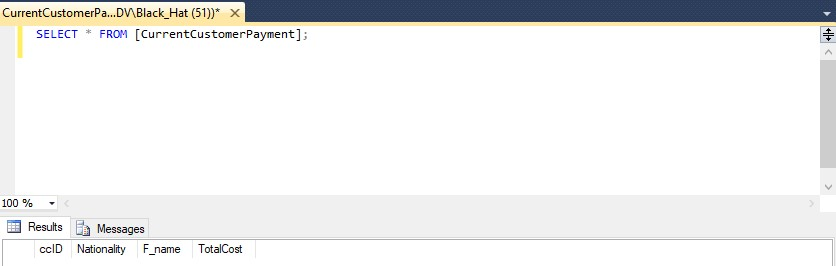 CurrentCustomerPa...DV\Black_Hat (51))*
SELECT * FROM [CurrentCustomerPayment];
100 %
Results Messages
ccID Nationality F_name TotalCost